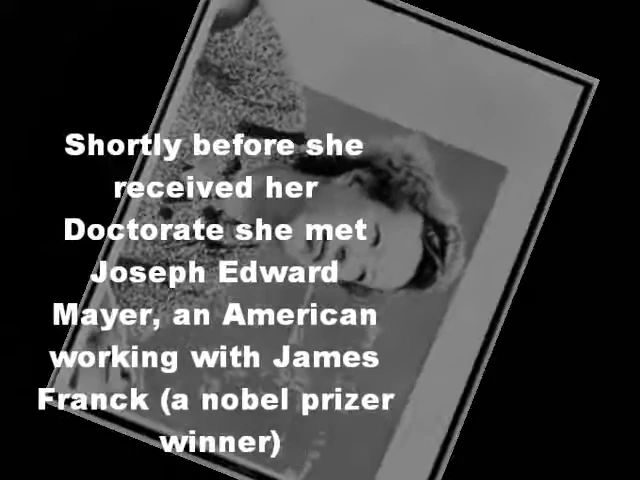 Shortly before she
received her
Doctorate she met
Joseph Edward
Mayer, an American
working with James
Franck (a nobel prizer
winner)